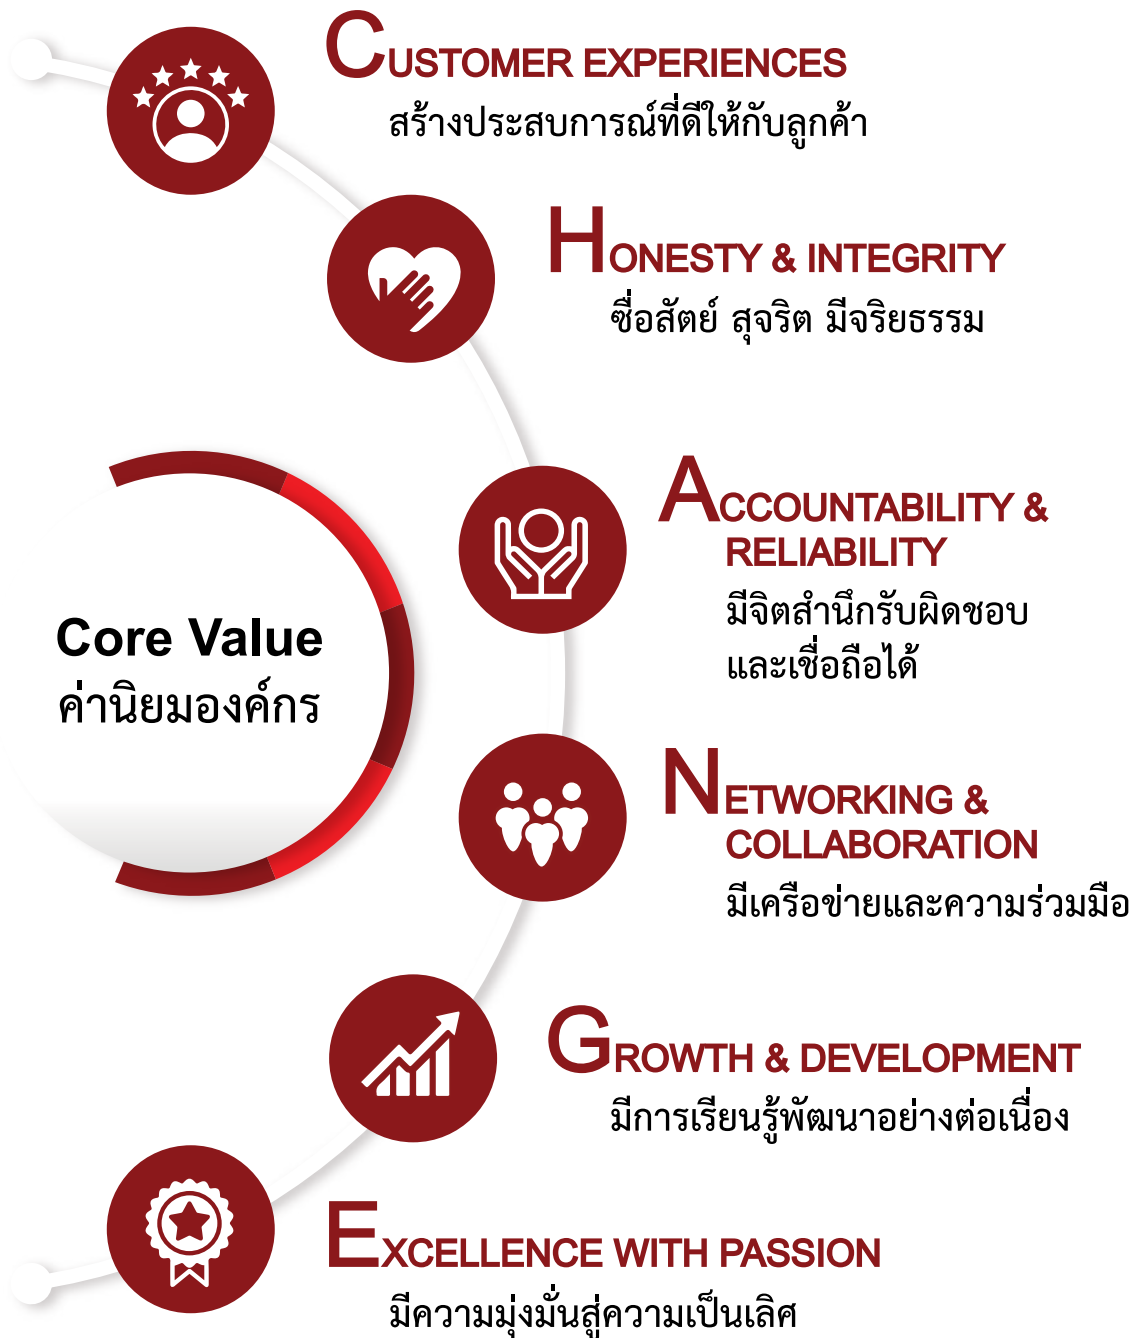 CUSTOMER EXPERIENCES
สร้างประสบการณ์ที่ดีให้กับลูกค้า
HONESTY & INTEGRITY
ซื่อสัตย์ สุจริต มีจริยธรรม
ACCOUNTABILITY &
RELIABILITY
มีจิตสำนึกรับผิดชอบ
และเชื่อถือได้
Core Value
ค่านิยมองค์กร
NETWORKING &
COLLABORATION
มีเครือข่ายและความร่วมมือ
GROWTH & DEVELOPMENT
มีการเรียนรู้พัฒนาอย่างต่อเนื่อง
EXCELLENCE WITH PASSION
มีความมุ่งมั่นสู่ความเป็นเลิศ